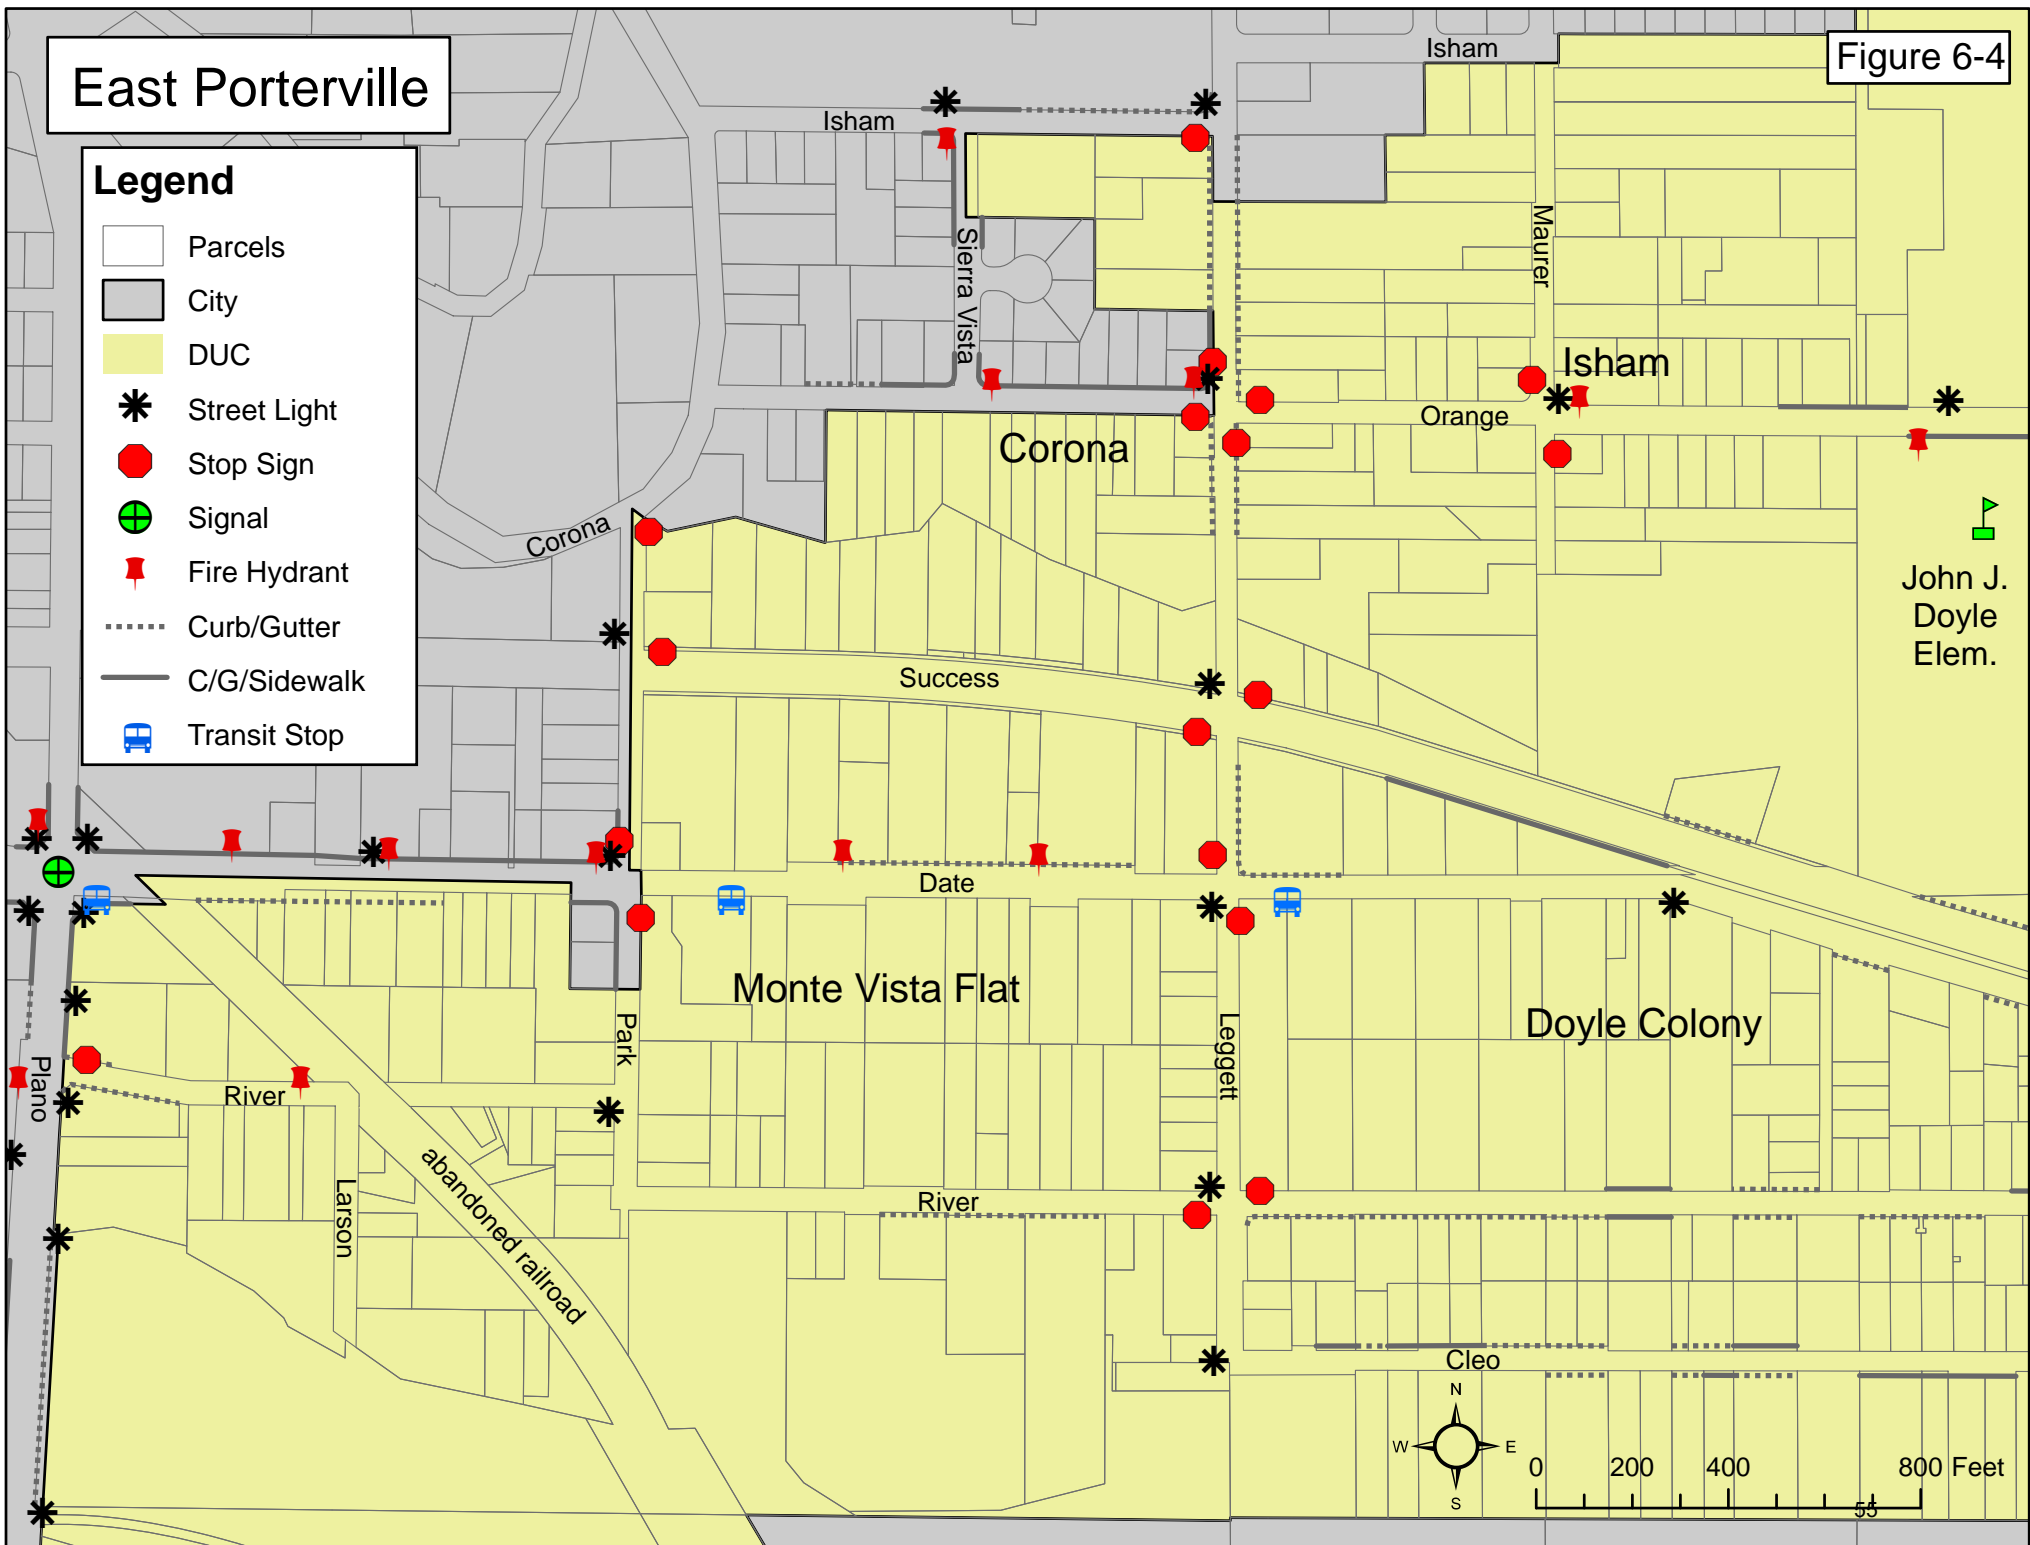 East Porterville
Figure 6-4
Legend
Parcels
City
DUC
Street Light
Stop Sign
Signal
Fire Hydrant
Curb/Gutter
C/G/Sidewalk
Transit Stop
Isham
Isham
Sierra Vista
Maurer
Isham
Orange
Corona
Corona
John J.
Doyle
Elem.
Success
Date
Monte Vista Flat
Doyle Colony
Park
Leggett
Plano
River
Larson
abandoned railroad
River
Cleo
N
W
E
S
0 200 400 800 Feet
55